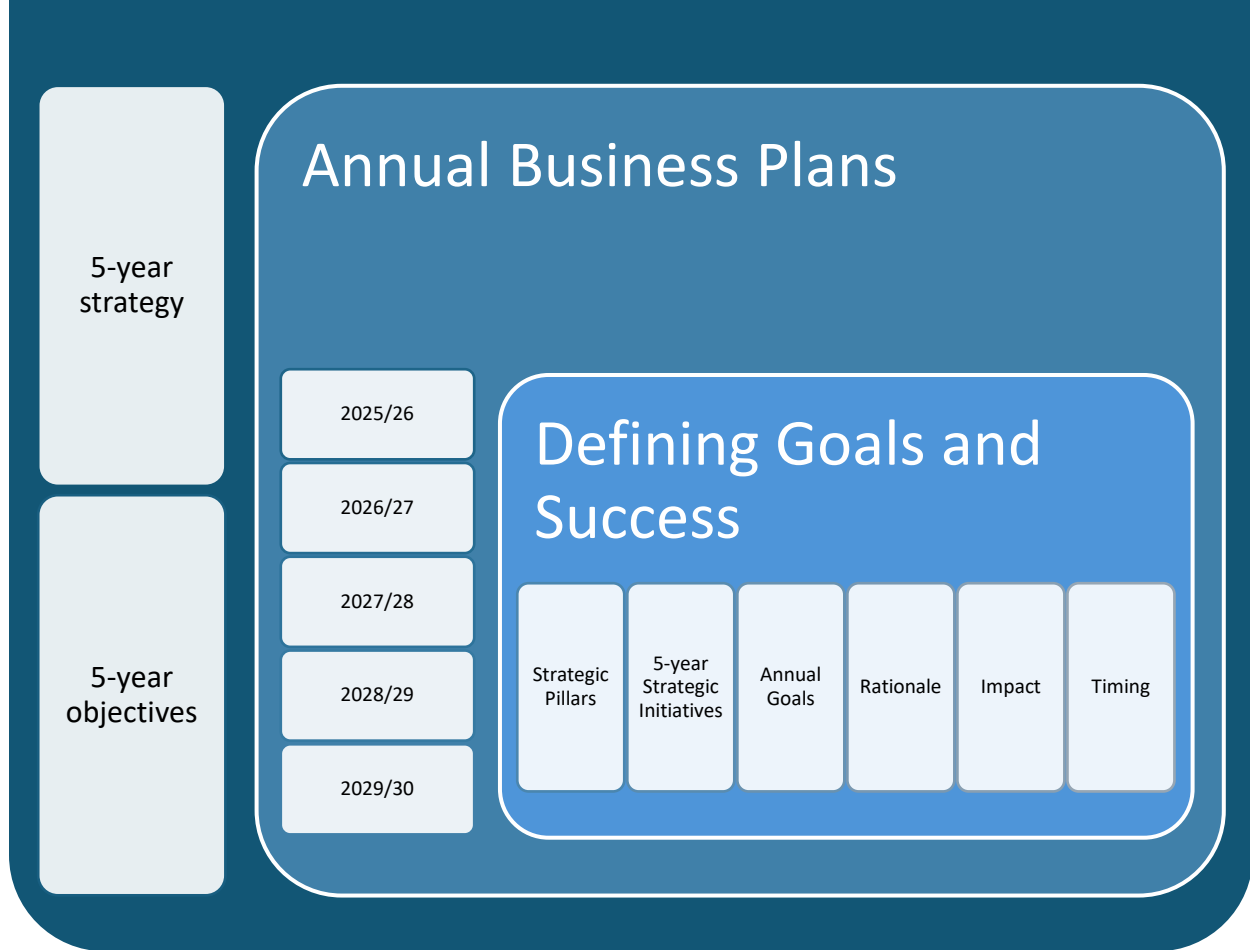 Annual Business Plans
5-year
strategy
5-year
objectives
2025/26
2026/27
2027/28
2028/29
2029/30
Defining Goals and
Success
Strategic
Pillars
5-year
Strategic
Initiatives
Annual
Goals
Rationale
Impact
Timing